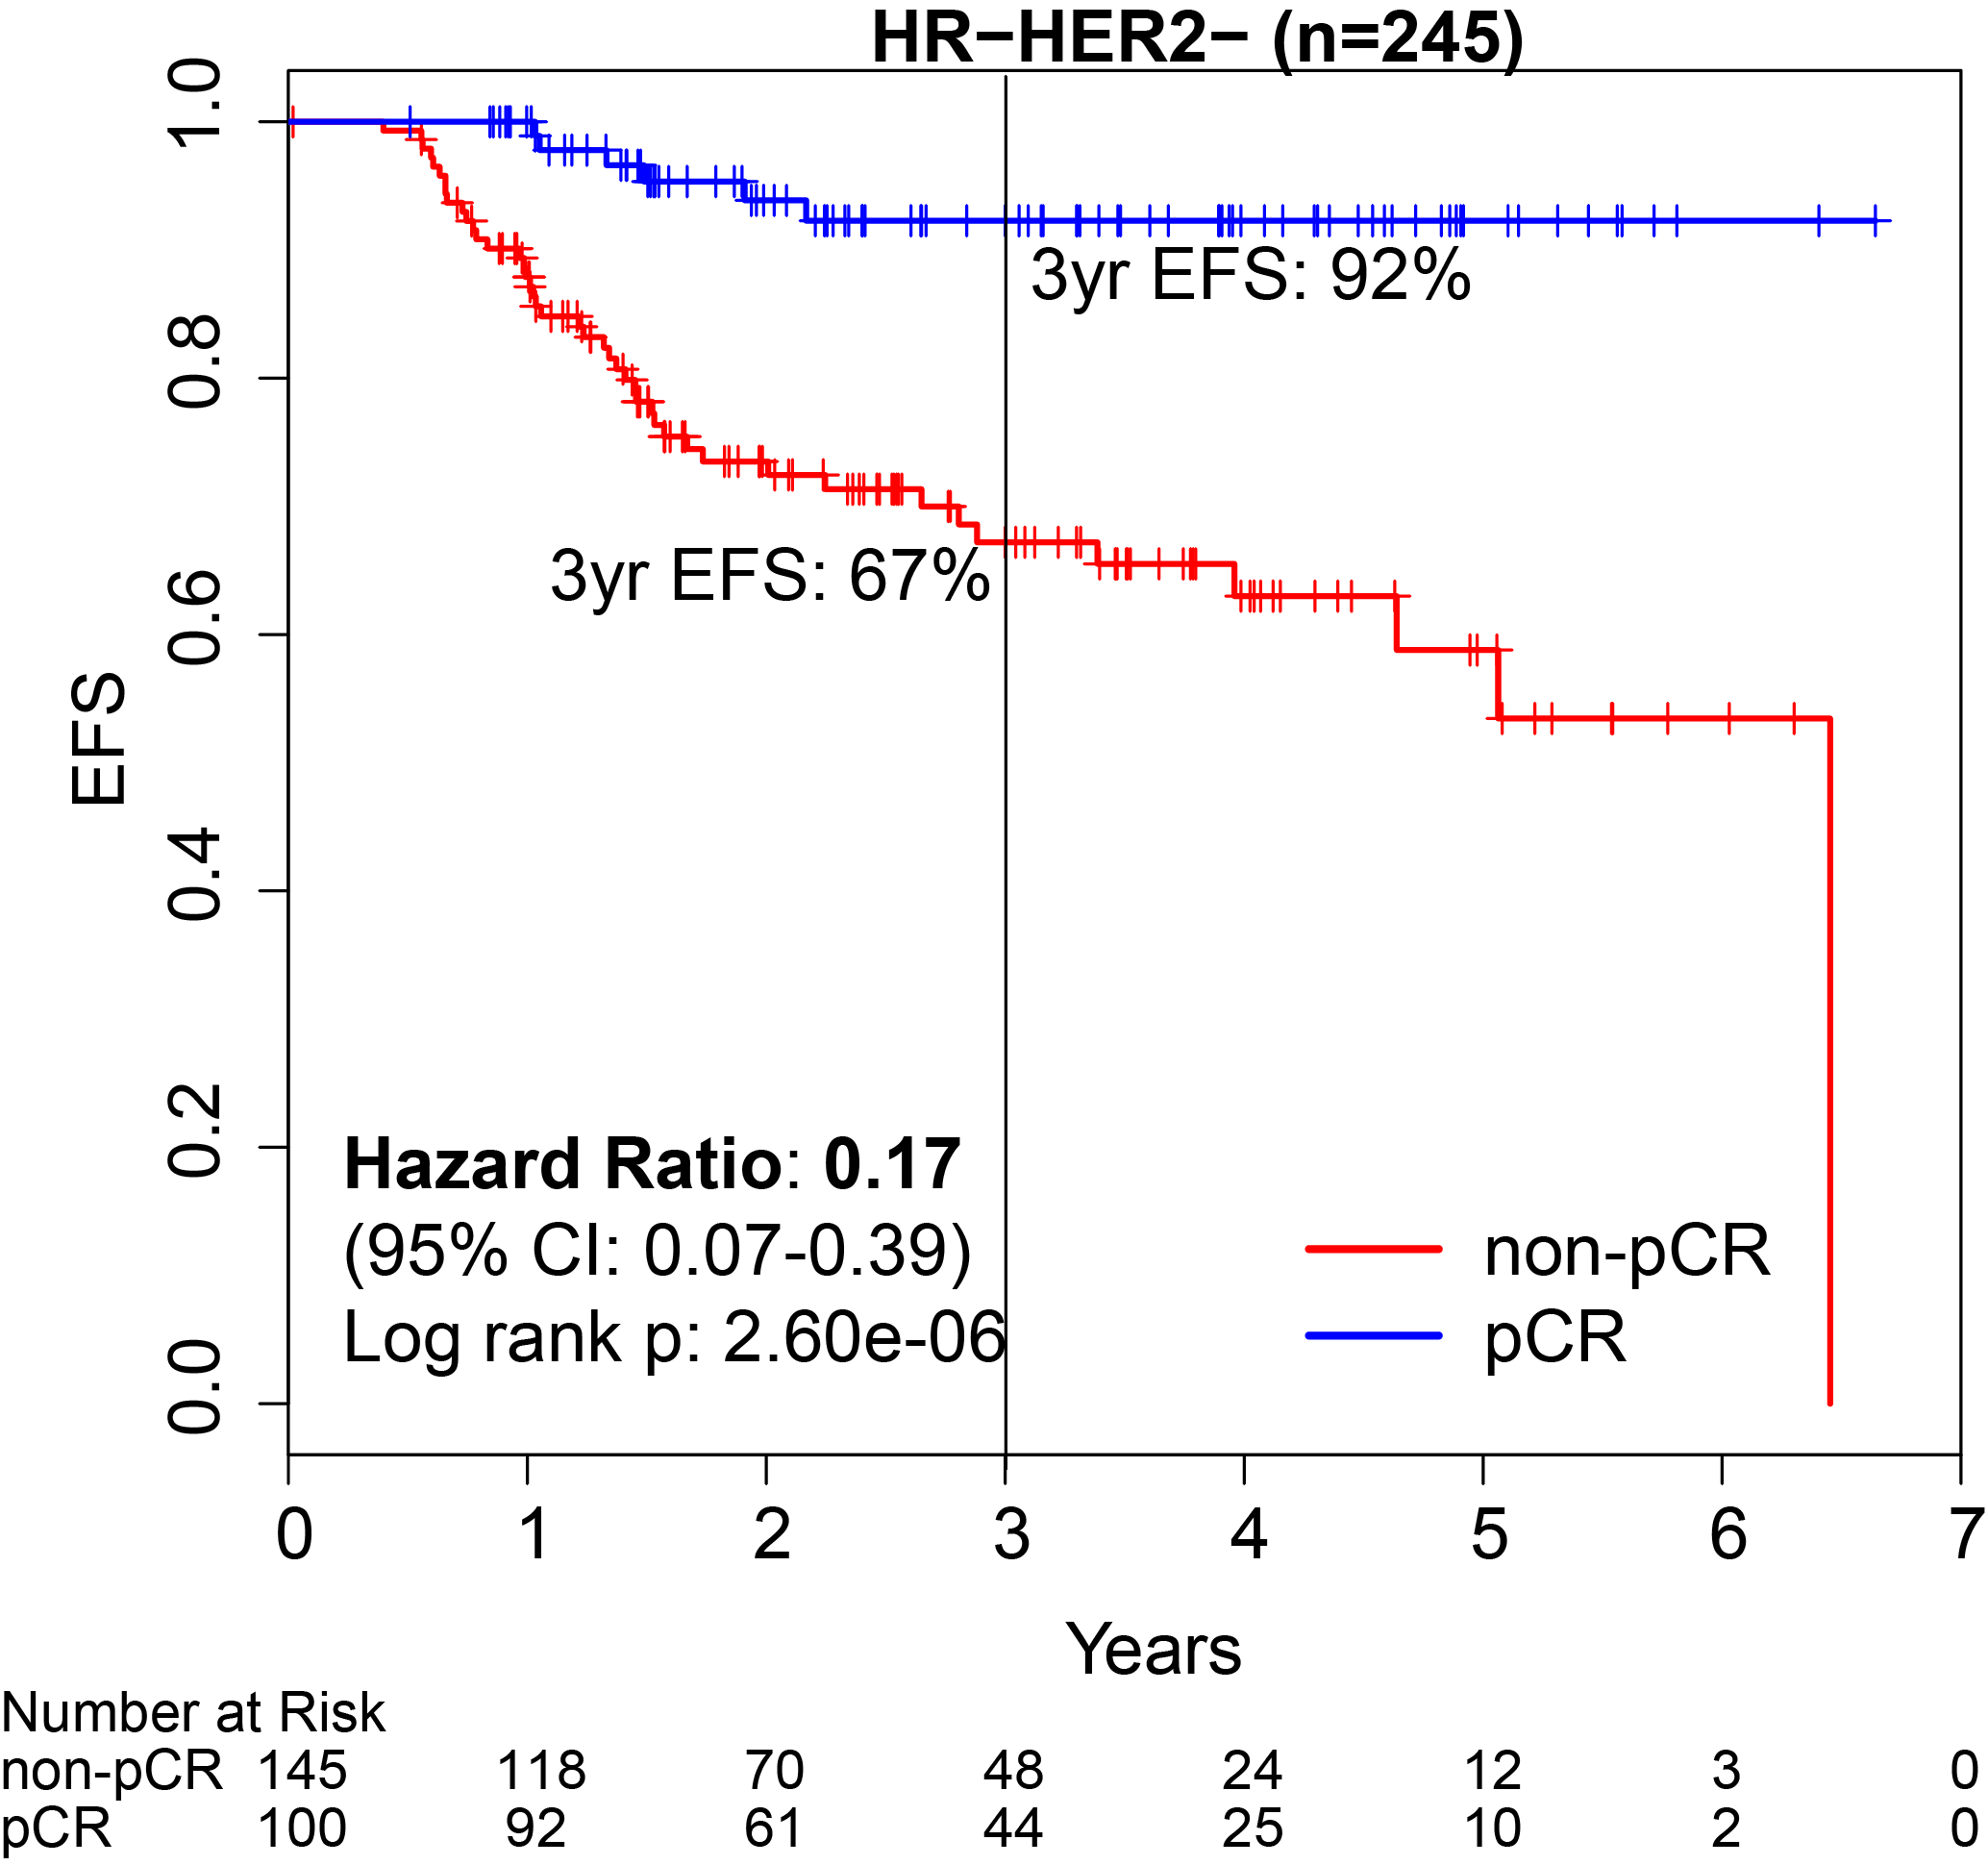 HR−HER2− (n=245)
1.0
0.8
0.6
0.4
0.2
0.0
EFS
3yr EFS: 92%
3yr EFS: 67%
Hazard Ratio: 0.17
(95% CI: 0.07-0.39)
Log rank p: 2.60e-06
non-pCR
pCR
0 1 2 3 4 5 6 7
Years
Number at Risk
non-pCR 145 118 70 48 24 12 3 0
pCR 100 92 61 44 25 10 2 0